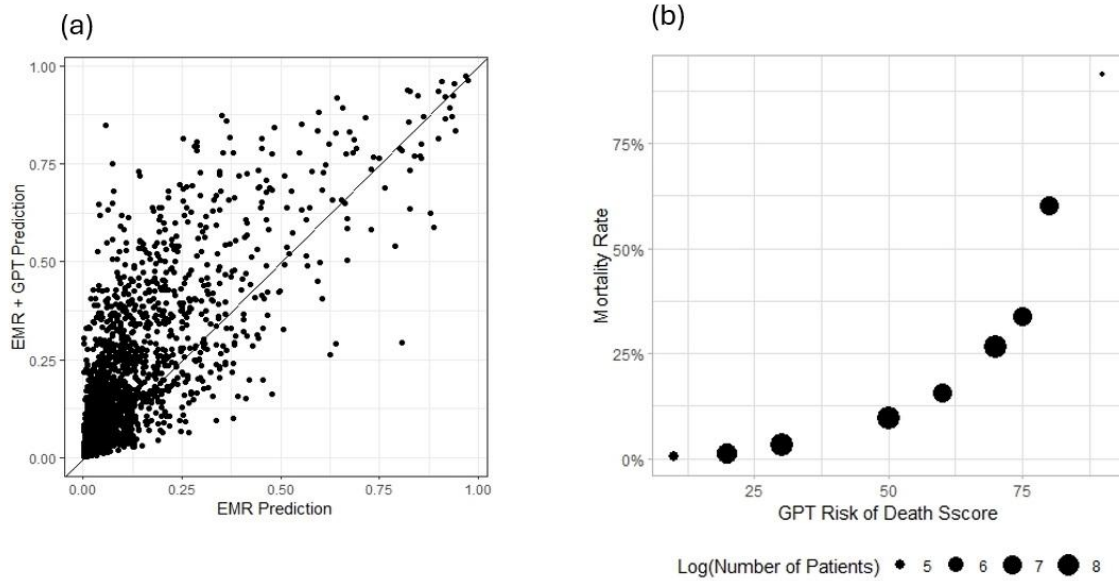 (a)
1.00
0.75
0.50
0.25
0.00
EMR + GPT Prediction
0.00 0.25 0.50 0.75 1.00
EMR Prediction
(b)
75%
50%
25%
0%
Mortality Rate
25 50 75
GPT Risk of Death Sscore
Log(Number of Patients) 5 6 7 8